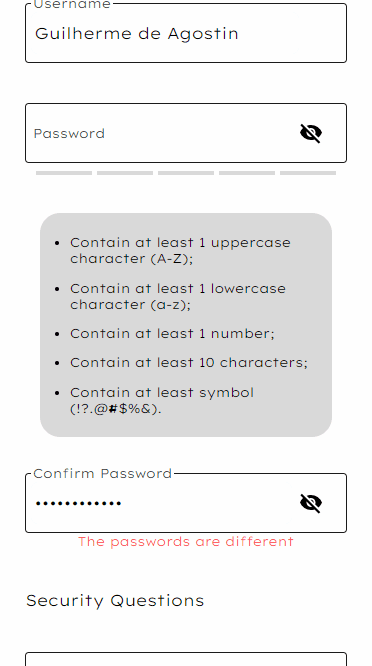 Username
Guilherme de Agostin
Password
• Contain at least 1 uppercase
character (A-Z);
• Contain at least 1 lowercase
character (a-z);
• Contain at least 1 number;
• Contain at least 10 characters;
• Contain at least symbol
(!?.@#$%&).
Confirm Password
••••••••••••
The passwords are different
Security Questions